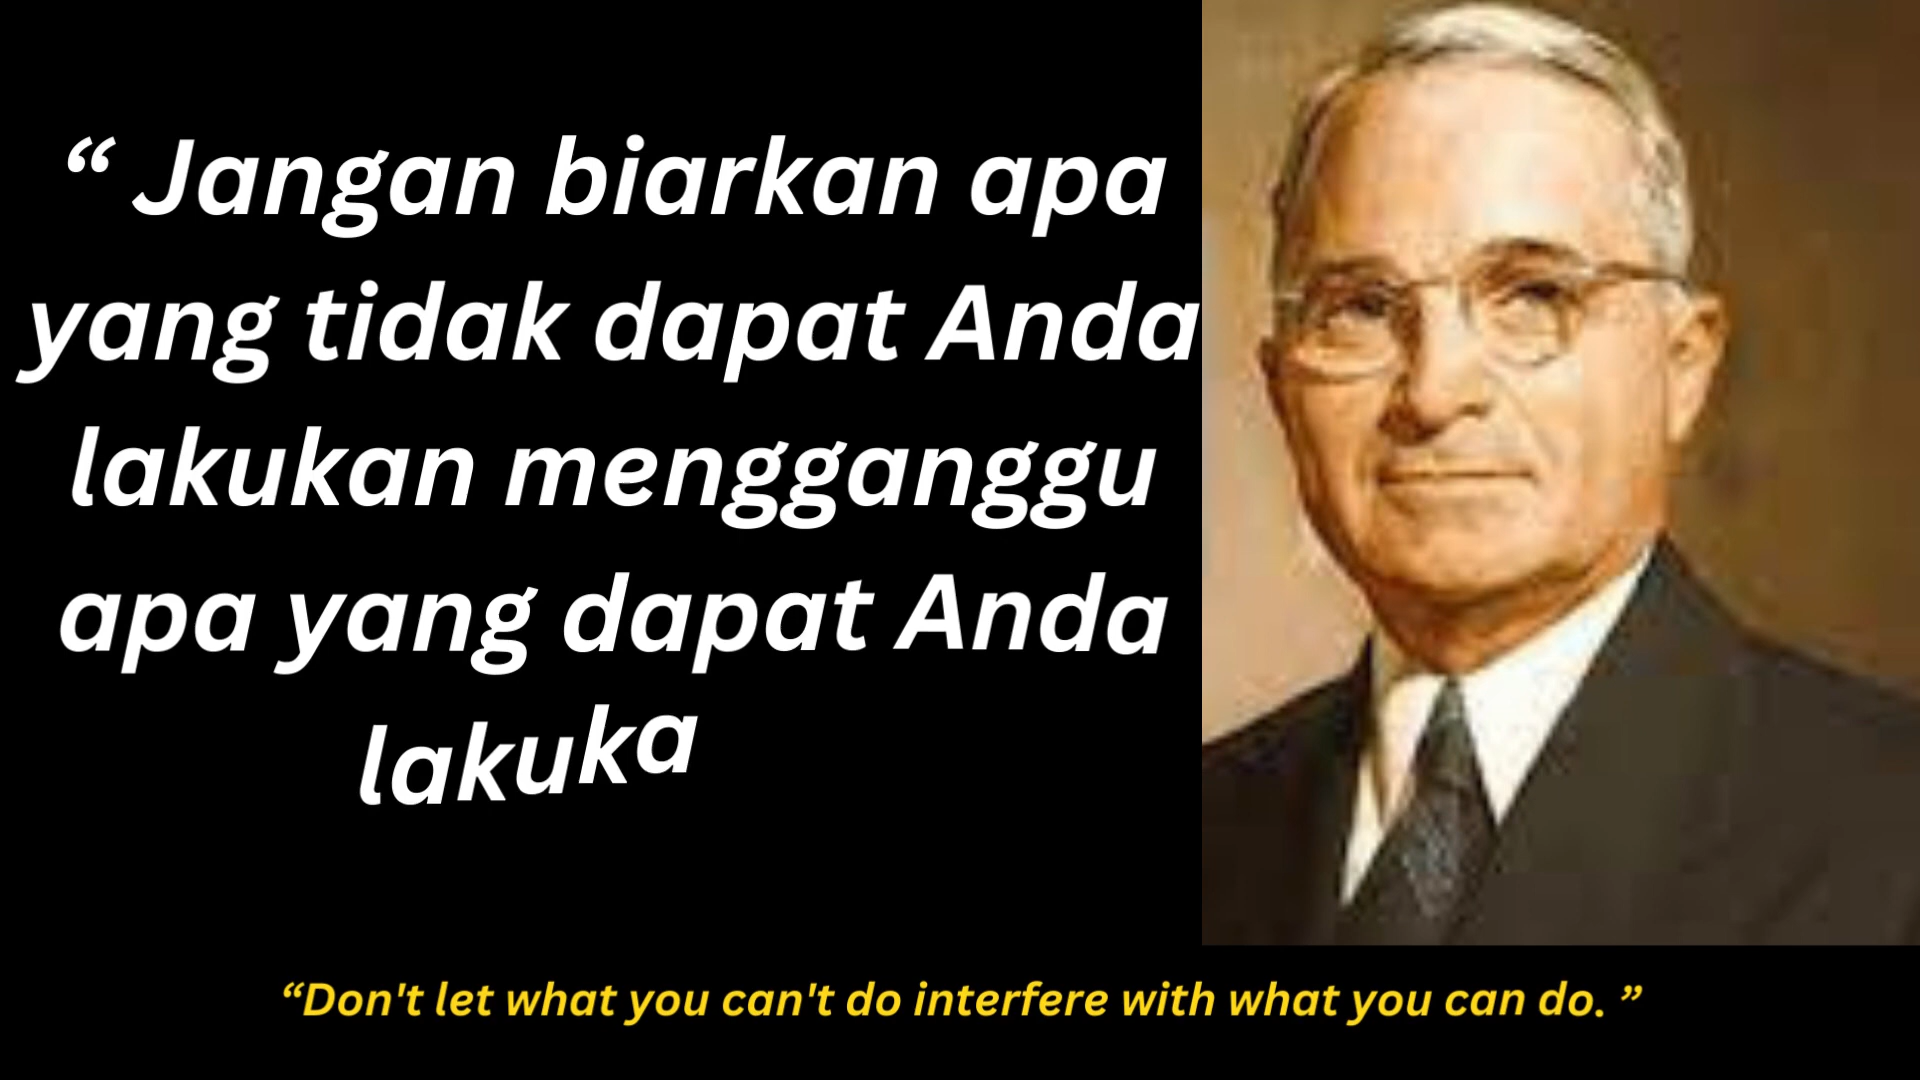 “ Jangan biarkan apa
yang tidak dapat Anda
lakukan mengganggu
apa yang dapat Anda
lakuka
“Don't let what you can't do interfere with what you can do. ”